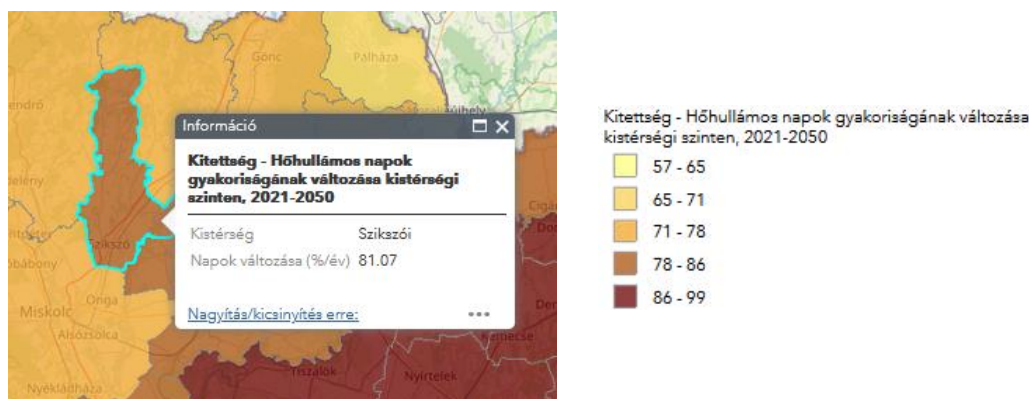 Gönc
Pálháza
Információ
Kitettség - Hőhullámos napok
gyakoriságának változása kistérségi
szinten, 2021-2050
Kistérség Szikszói
Napok változása (%/év) 81.07
Nagyítás/kicsinyítés erre:
Szikszó
Miskolc
Onga
Alsózsolca
Nyékládháza
Tiszalök
Nyírtelek
Kemecse
Kitettség - Hőhullámos napok gyakoriságának változása
kistérségi szinten, 2021-2050
57 - 65
65 - 71
71 - 78
78 - 86
86 - 99